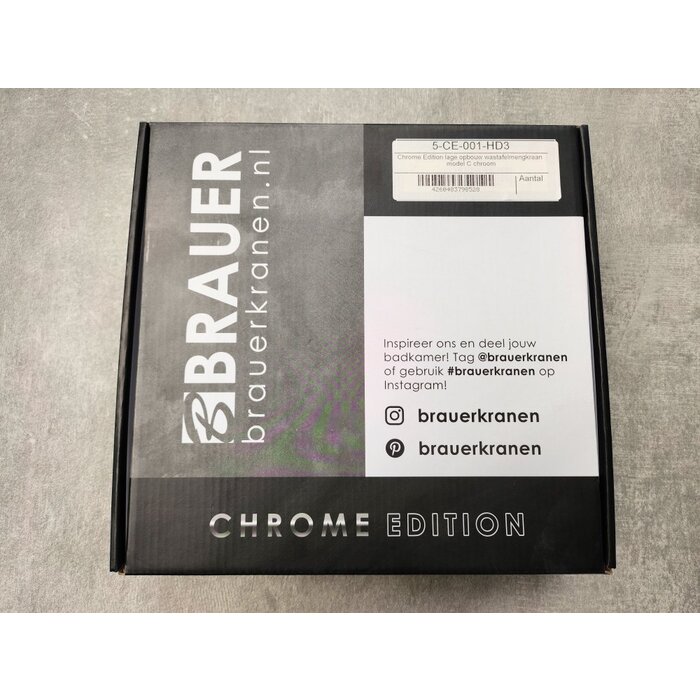 BRAUER
brauerkranen.nl
5-CE-001-HD3
Chrome Edition lage opbouw wastafelmengkraan
model C chroom
Aantal
4260483790528
Inspireer ons en deel jouw
badkamer! Tag @brauerkranen
of gebruik #brauerkranen op
Instagram!
brauerkranen
brauerkranen
CHROME EDITION